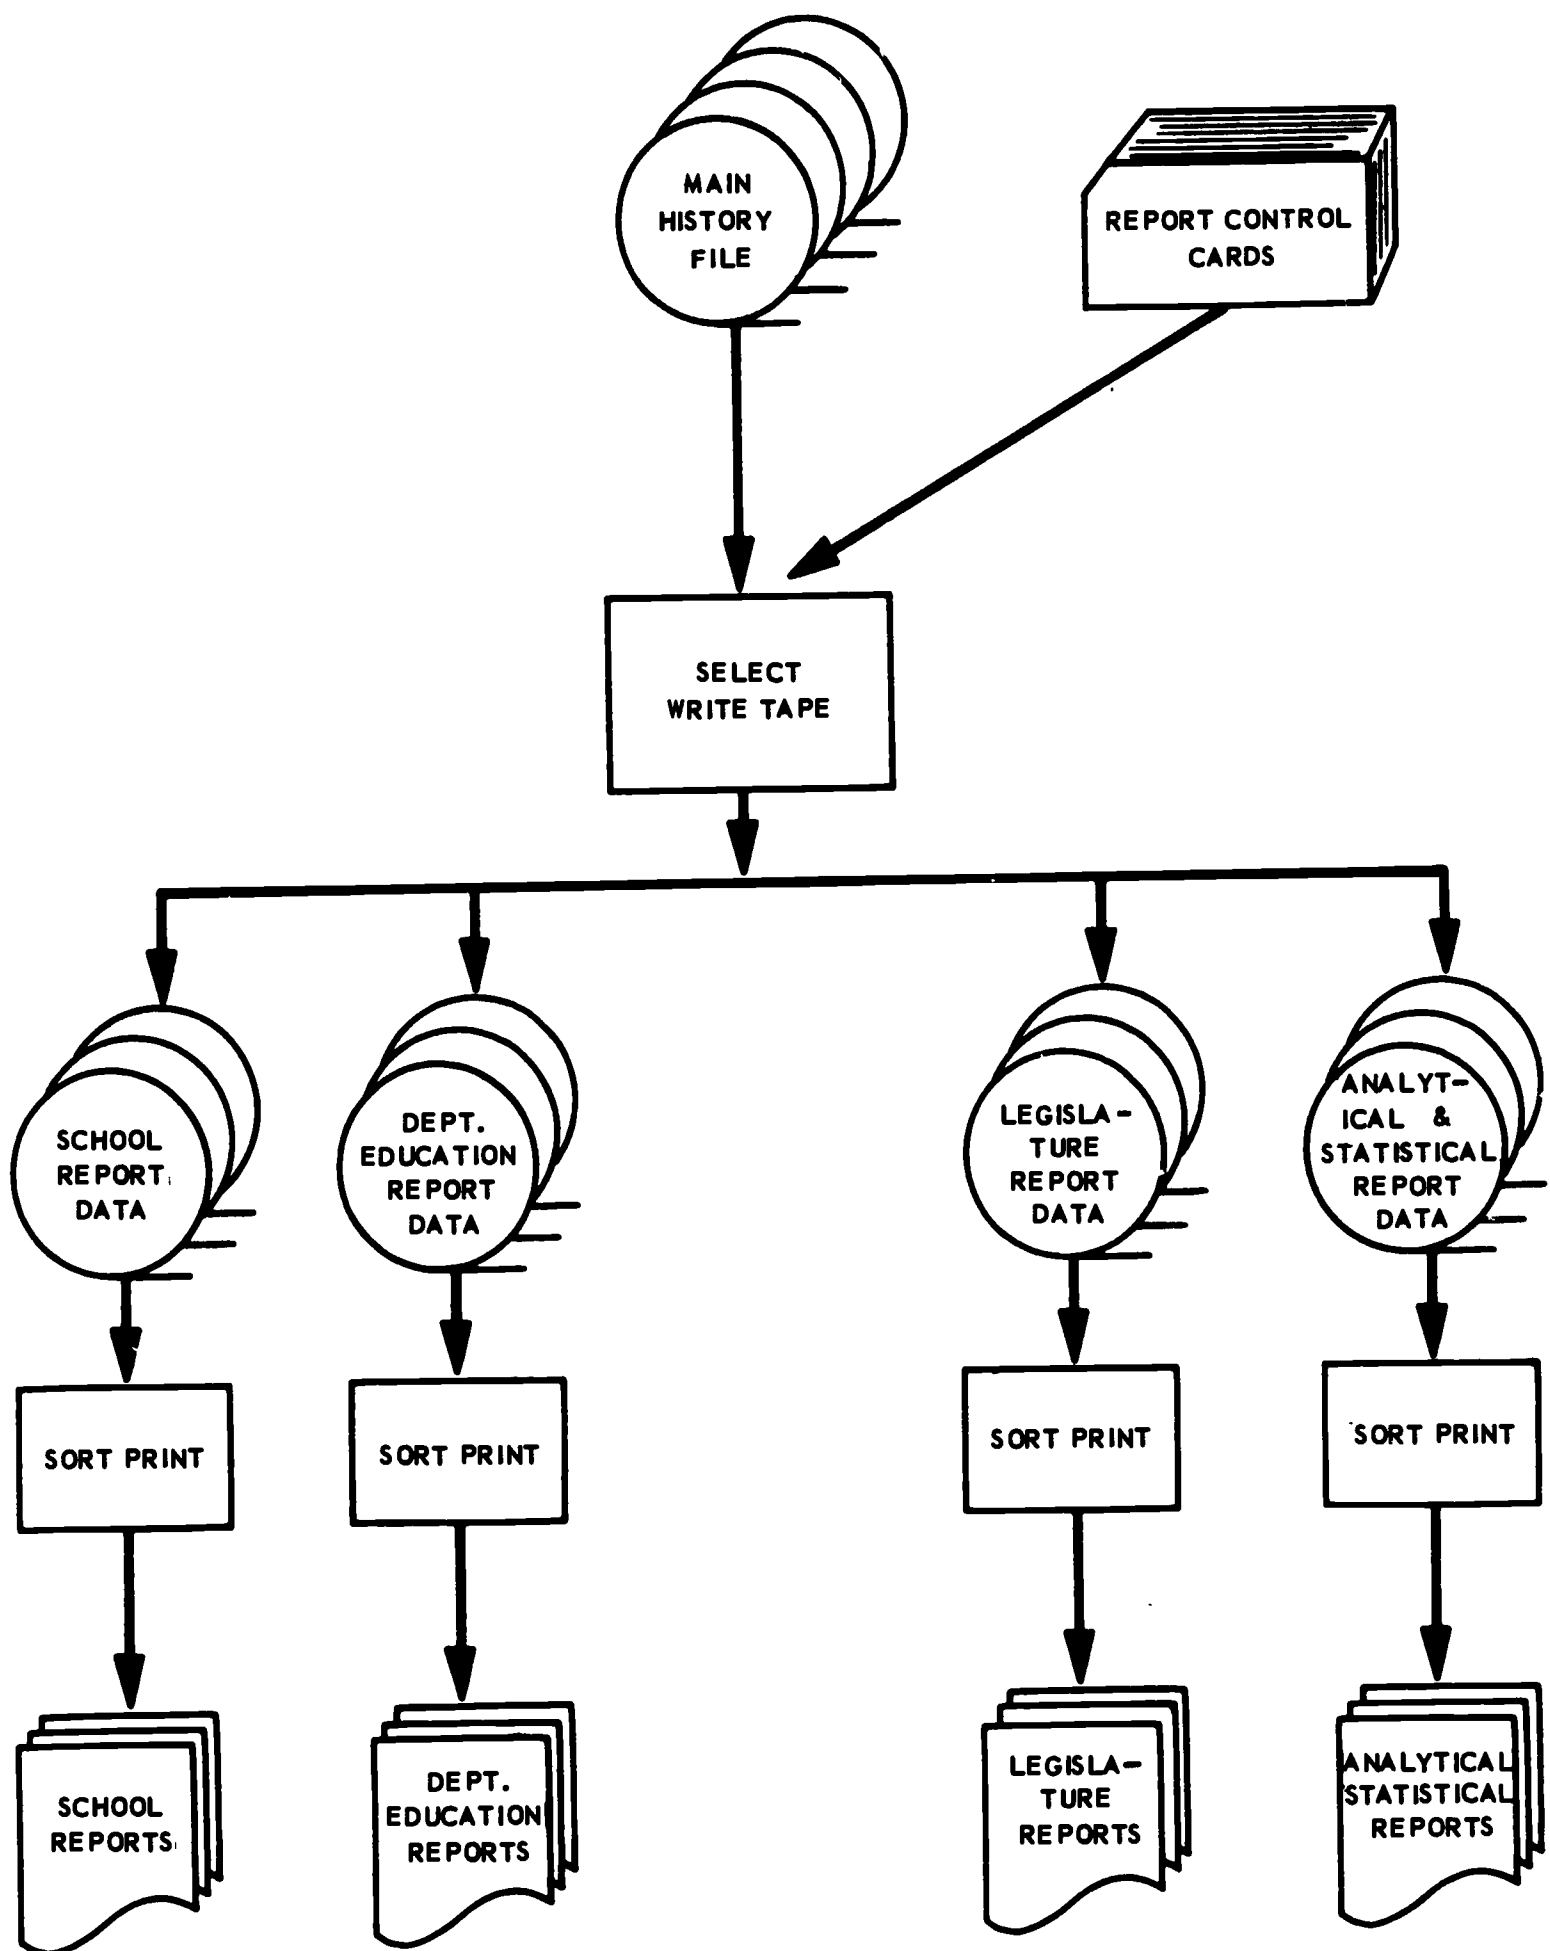 MAIN
HISTORY
FILE
REPORT CONTROL
CARDS
SELECT
WRITE TAPE
SCHOOL
REPORT
DATA
DEPT.
EDUCATION
REPORT
DATA
LEGISLA-
TURE
REPORT
DATA
ANALYT-
ICAL &
STATISTICAL
REPORT
DATA
SORT PRINT
SORT PRINT
SORT PRINT
SORT PRINT
SCHOOL
REPORTS
DEPT.
EDUCATION
REPORTS
LEGISLA-
TURE
REPORTS
ANALYTICAL
STATISTICAL
REPORTS